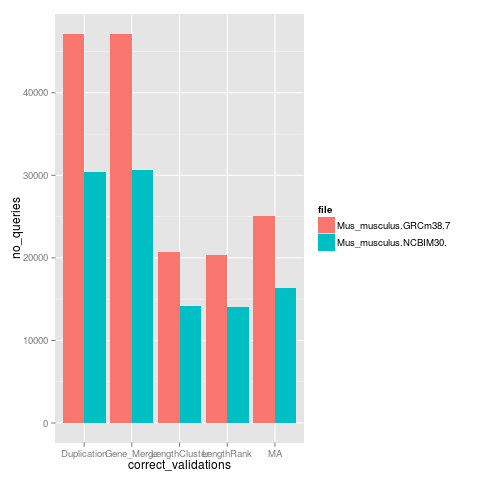 no_queries
40000
30000
20000
10000
0
Duplication Gene_Merge LengthCluster LengthRank MA
correct_validations
file
Mus_musculus.GRCm38.7
Mus_musculus.NCBIM30.